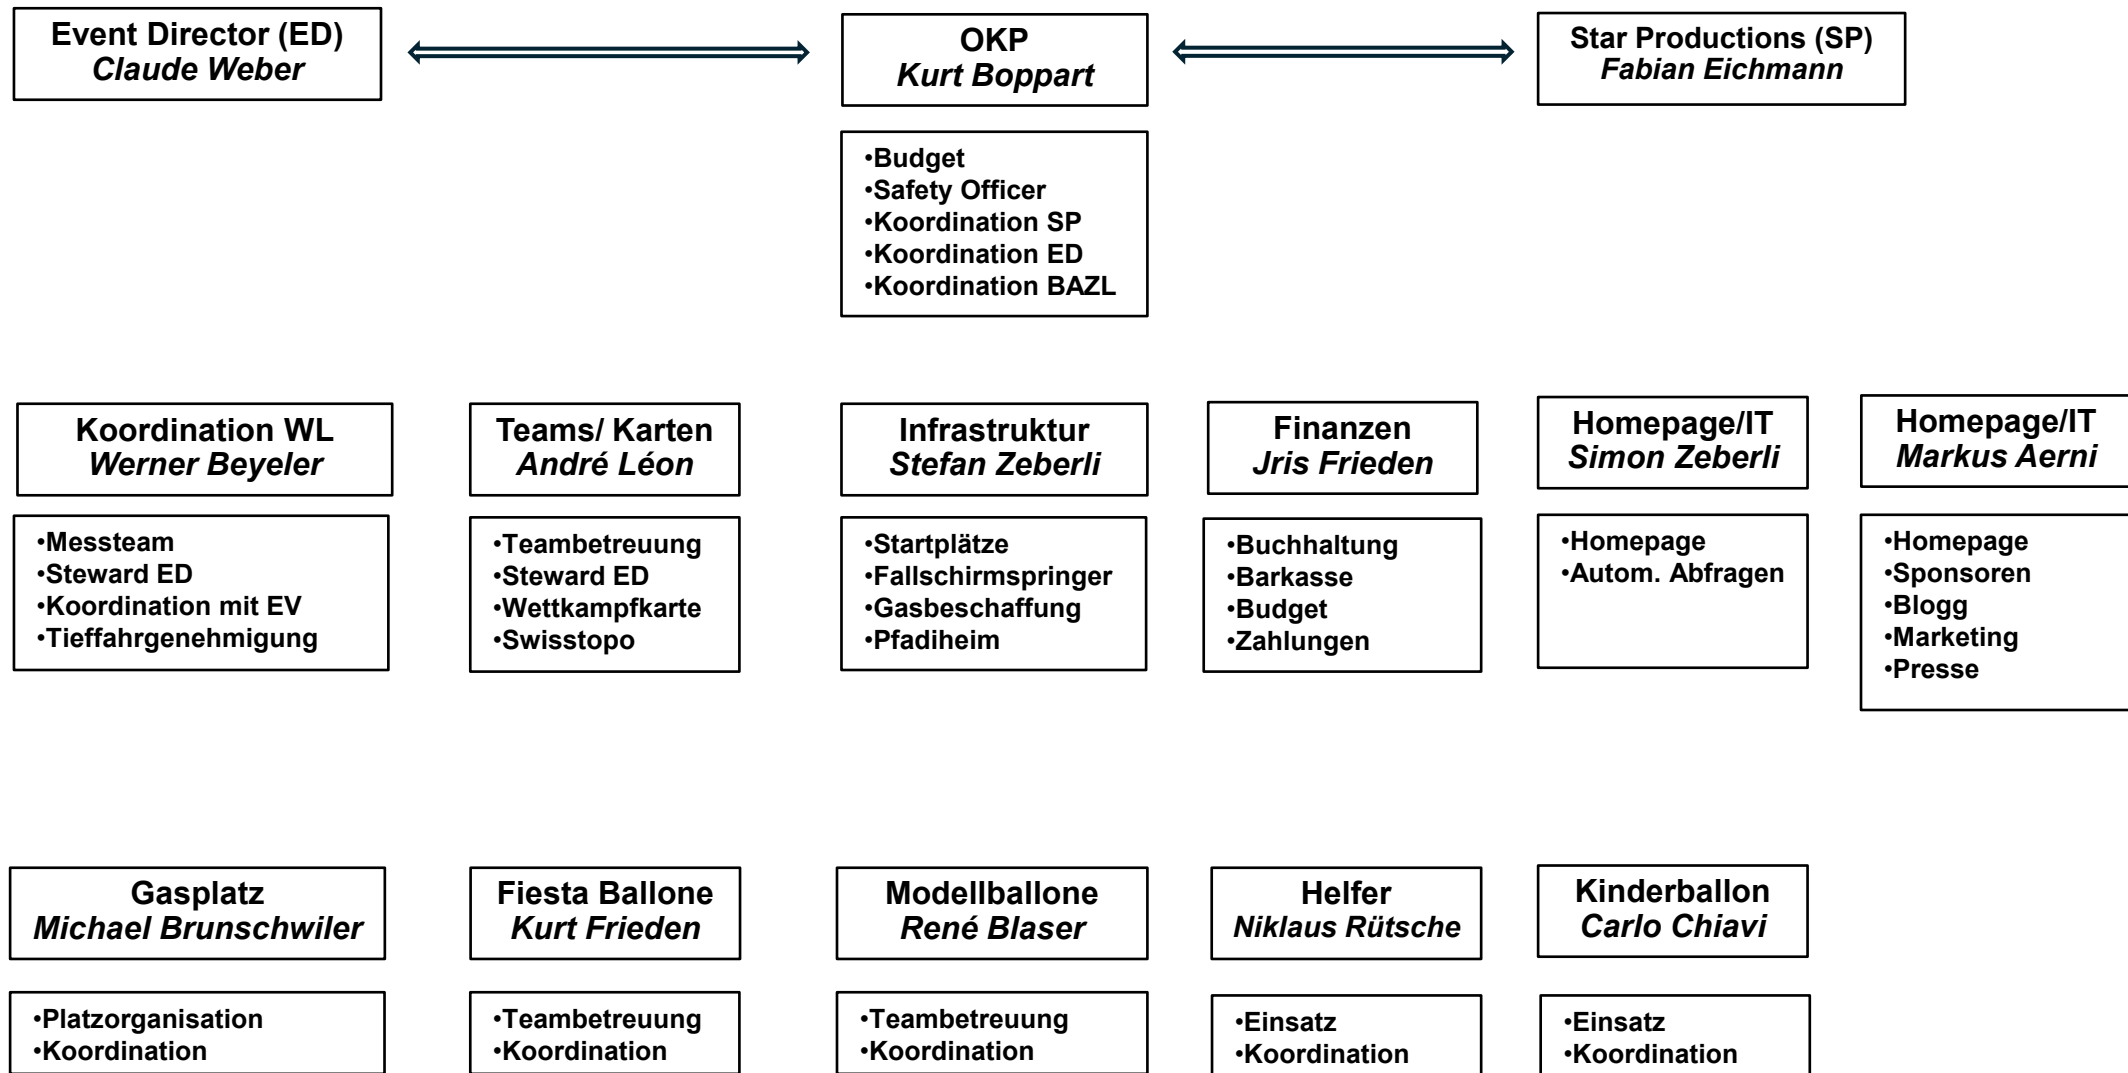 Event Director (ED)
Claude Weber
OKP
Kurt Boppart
Star Productions (SP)
Fabian Eichmann
•Budget
•Safety Officer
•Koordination SP
•Koordination ED
•Koordination BAZL
Koordination WL
Werner Beyeler
•Messteam
•Steward ED
•Koordination mit EV
•Tieffahrgenehmigung
Teams/ Karten
André Léon
•Teambetreuung
•Steward ED
•Wettkampfkarte
•Swisstopo
Infrastruktur
Stefan Zeberli
•Startplätze
•Fallschirmspringer
•Gasbeschaffung
•Pfadiheim
Finanzen
Jris Frieden
•Buchhaltung
•Barkasse
•Budget
•Zahlungen
Homepage/IT
Simon Zeberli
•Homepage
•Autom. Abfragen
Homepage/IT
Markus Aerni
•Homepage
•Sponsoren
•Blogg
•Marketing
•Presse
Gasplatz
Michael Brunschwiler
•Platzorganisation
•Koordination
Fiesta Ballone
Kurt Frieden
•Teambetreuung
•Koordination
Modellballone
René Blaser
•Teambetreuung
•Koordination
Helfer
Niklaus Rütsche
•Einsatz
•Koordination
Kinderballon
Carlo Chiavi
•Einsatz
•Koordination